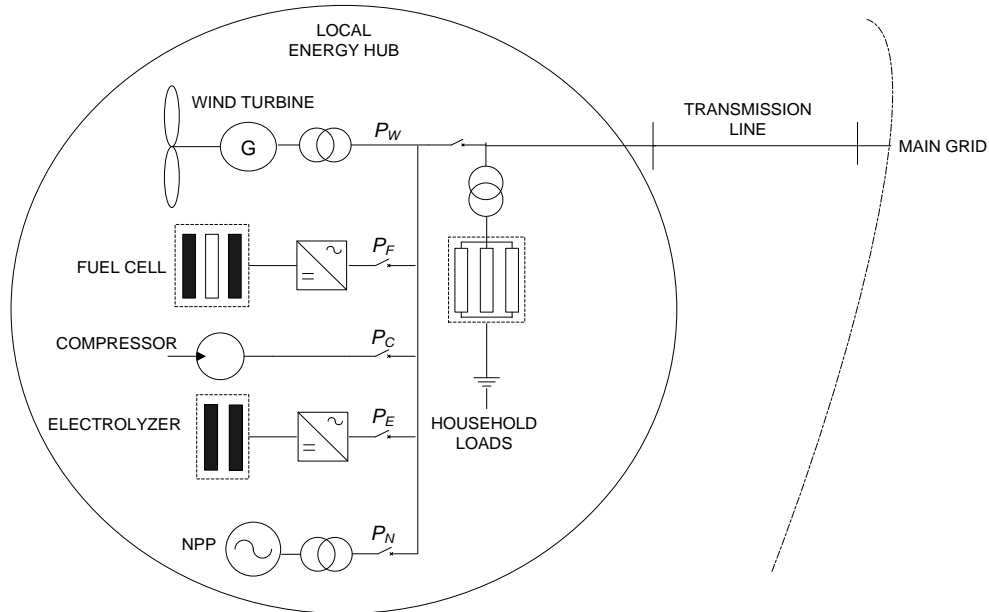 LOCAL
ENERGY HUB
WIND TURBINE
G
P_W
TRANSMISSION
LINE
MAIN GRID
FUEL CELL
P_F
COMPRESSOR
P_C
ELECTROLYZER
P_E
HOUSEHOLD
LOADS
NPP
P_N